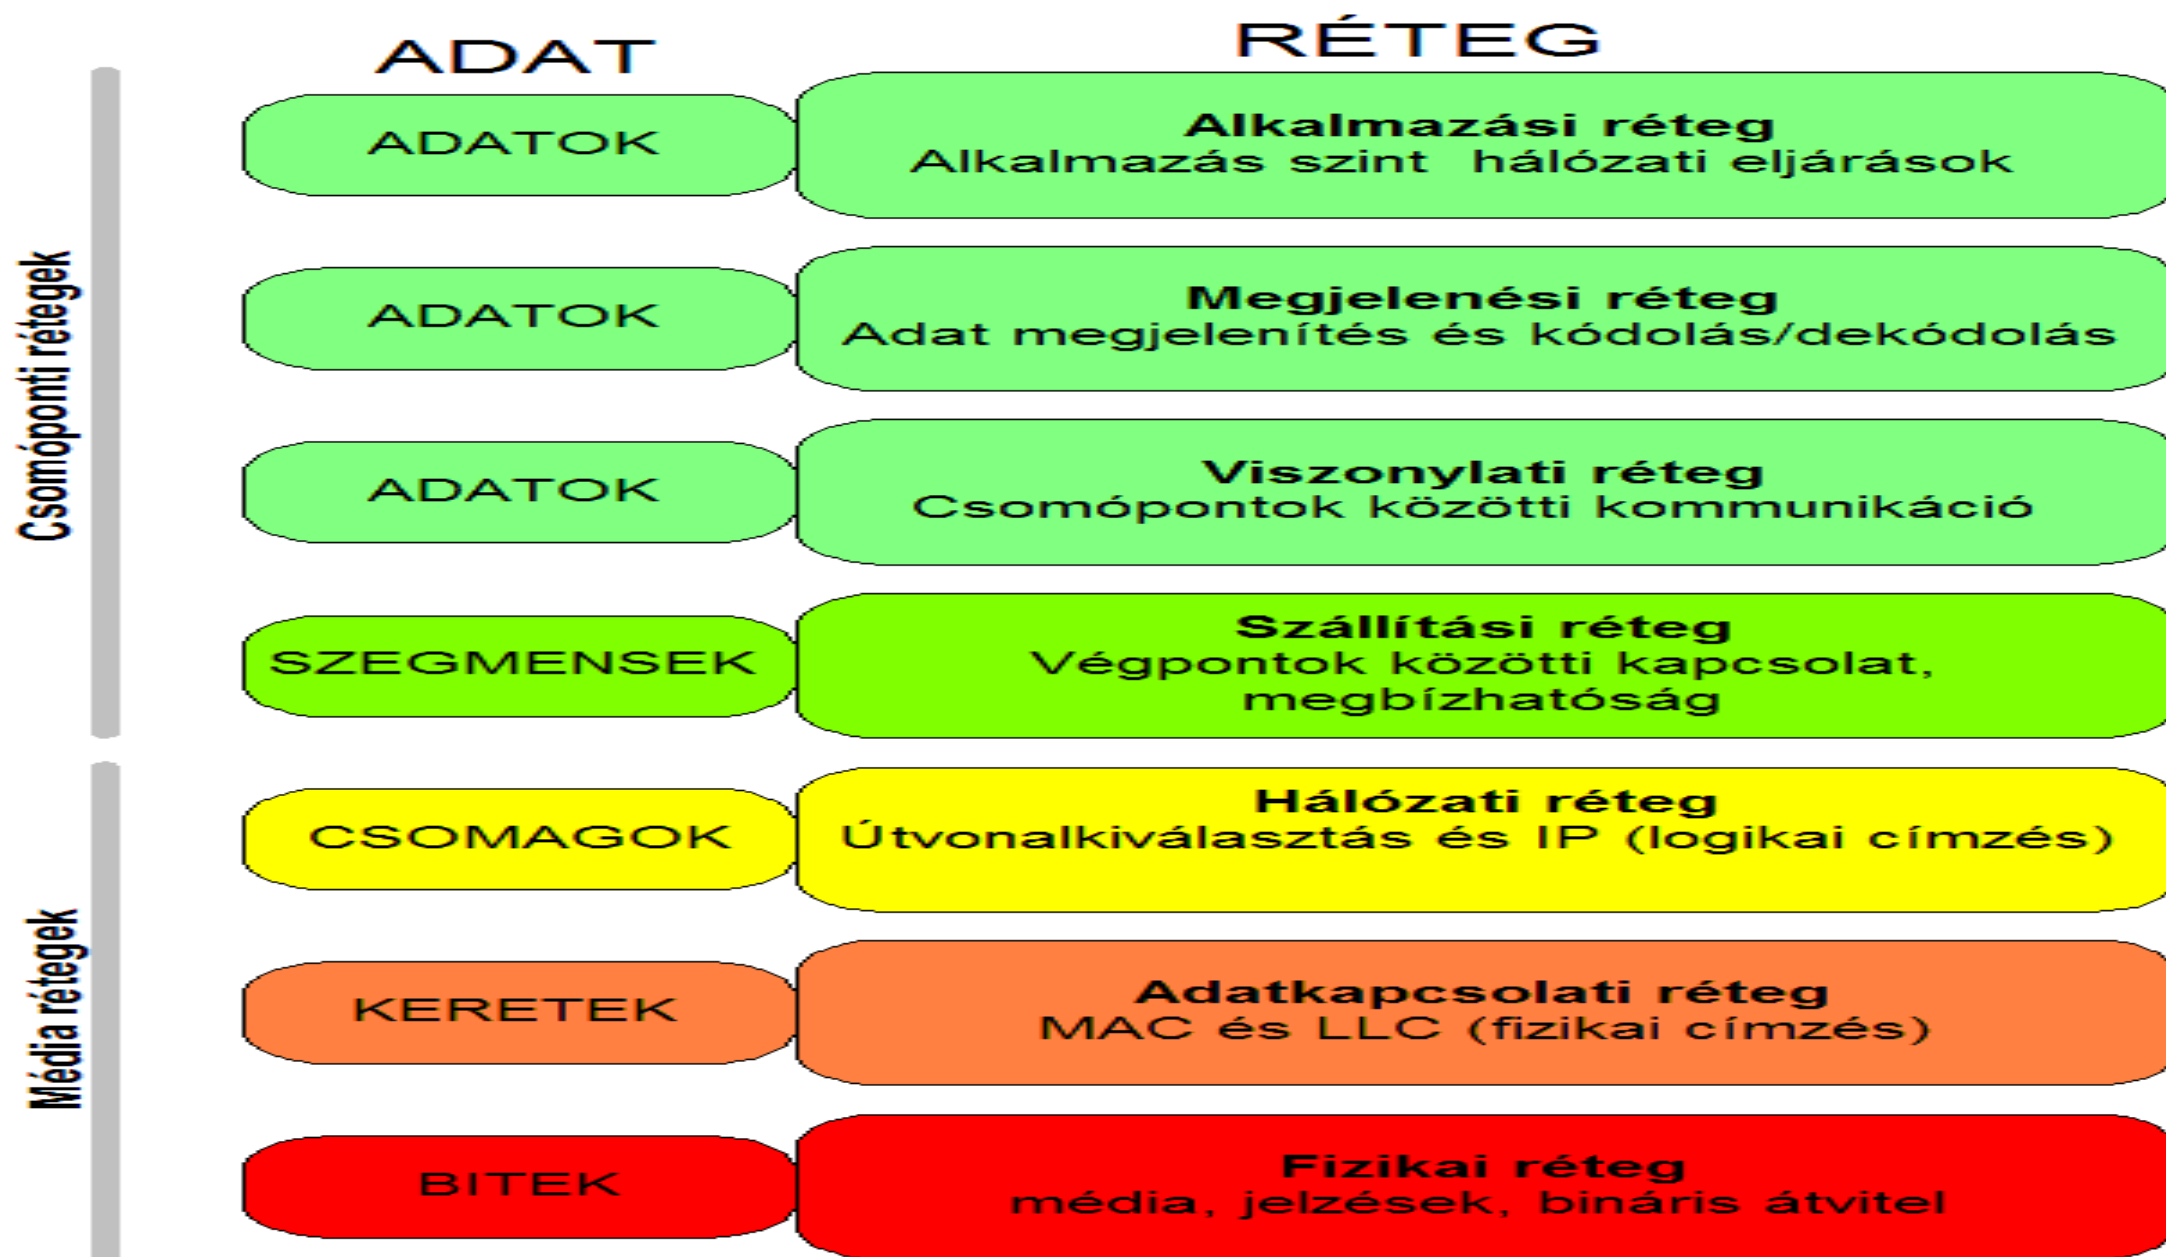 ADAT
RÉTEG
Csomóponti rétegek
ADATOK
Alkalmazási réteg
Alkalmazás szint hálózati eljárások
ADATOK
Megjelenési réteg
Adat megjelenítés és kódolás/dekódolás
ADATOK
Viszonylati réteg
Csomópontok közötti kommunikáció
SZEGMENSEK
Szállítási réteg
Végpontok közötti kapcsolat,
megbízhatóság
Média rétegek
CSOMAGOK
Hálózati réteg
Útvonalkiválasztás és IP (logikai címzés)
KERETEK
Adatkapcsolati réteg
MAC és LLC (fizikai címzés)
BITEK
Fizikai réteg
média, jelzések, bináris átvitel